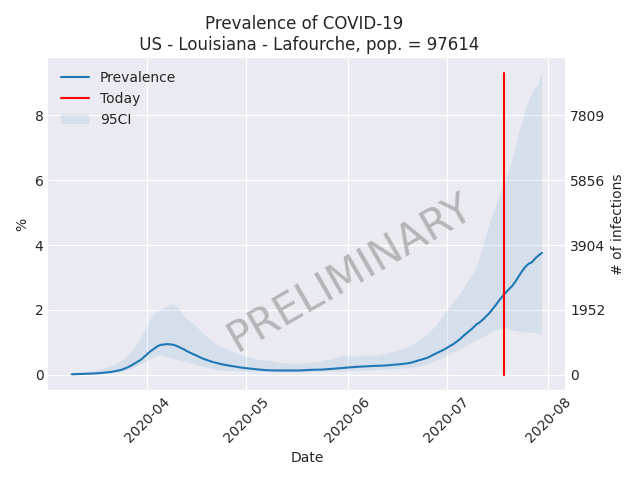 Prevalence of COVID-19
US - Louisiana - Lafourche, pop. = 97614
Prevalence
Today
95CI
8
6
4
2
0
%
7809
5856
3904
1952
0
# of infections
PRELIMINARY
2020-04
2020-05
2020-06
2020-07
2020-08
Date